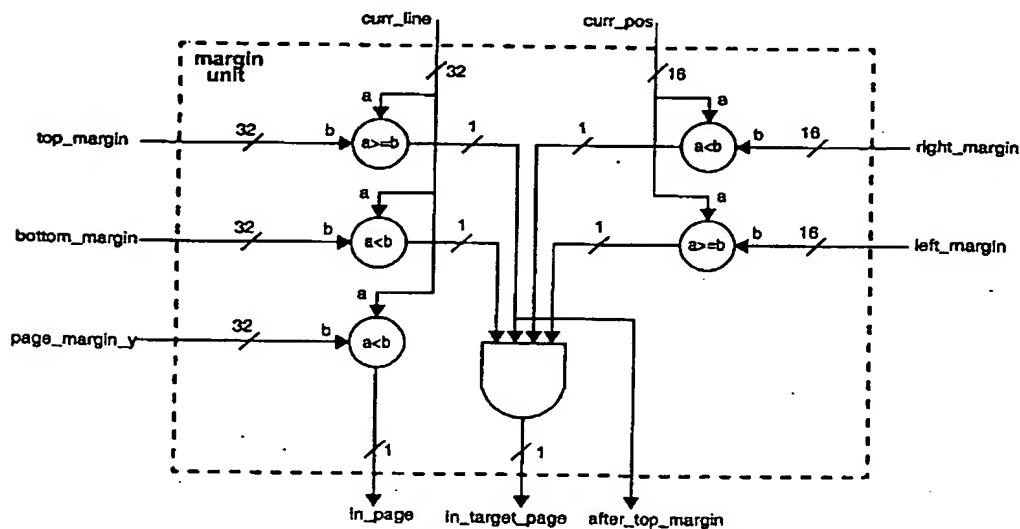 curr_line curr_pos
margin
unit
32 16
a a
top_margin 32 b a>=b 1 1 a<b b 16 right_margin
a a
bottom_margin 32 b a<b 1 1 a>=b b 16 left_margin
a
page_margin_y 32 b a<b
1 1
in_page in_target_page after_top_margin